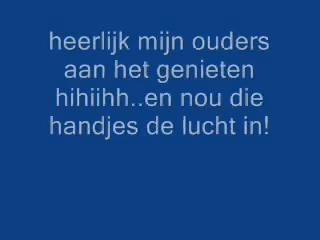 heerlijk mijn ouders
aan het genieten
hihiihh..en nou die
handjes de lucht in!